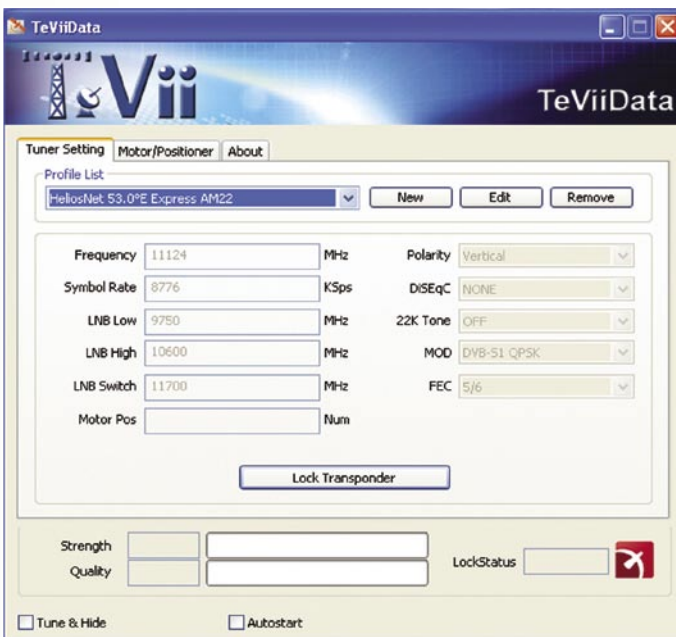 TeViiData
TeVii
TeViiData
Tuner Setting Motor/Positioner About
Profile List
HeliosNet 53.0°E Express AM22 New Edit Remove
Frequency 11124 MHz Polarity Vertical
Symbol Rate 8776 KSps DiSEqC NONE
LNB Low 9750 MHz 22K Tone OFF
LNB High 10600 MHz MOD DVB-S1 QPSK
LNB Switch 11700 MHz FEC 5/6
Motor Pos Num
Lock Transponder
Strength
Quality
LockStatus
Tune & Hide Autostart